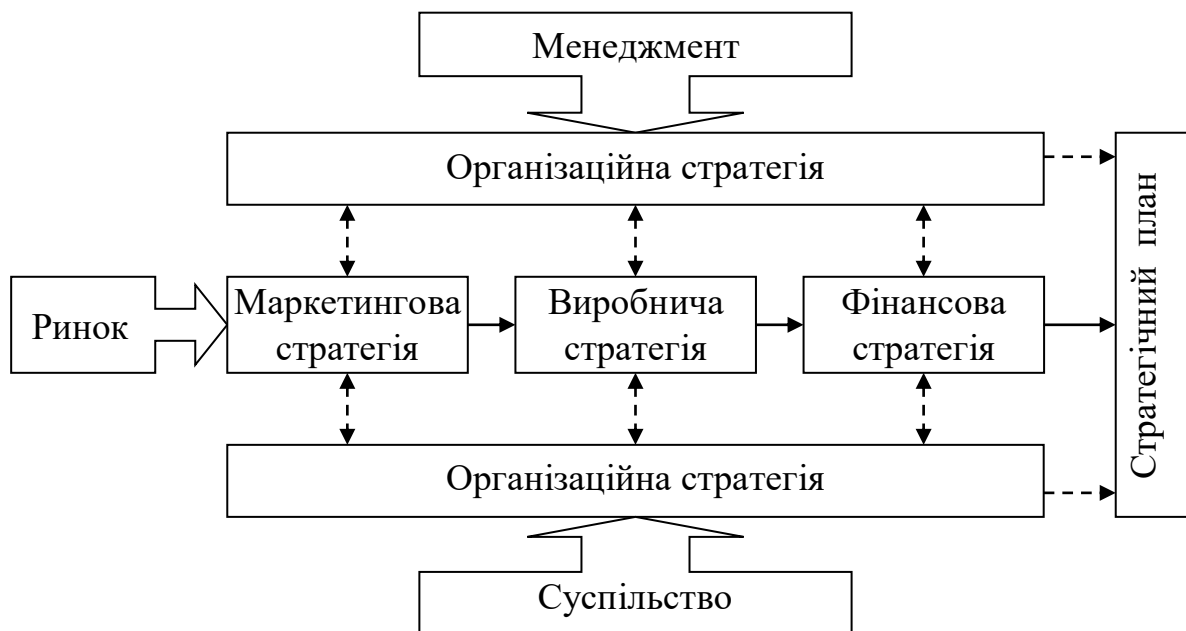 Менеджмент
Організаційна стратегія
Ринок
Маркетингова
стратегія
Виробнича
стратегія
Фінансова
стратегія
Стратегічний план
Організаційна стратегія
Суспільство